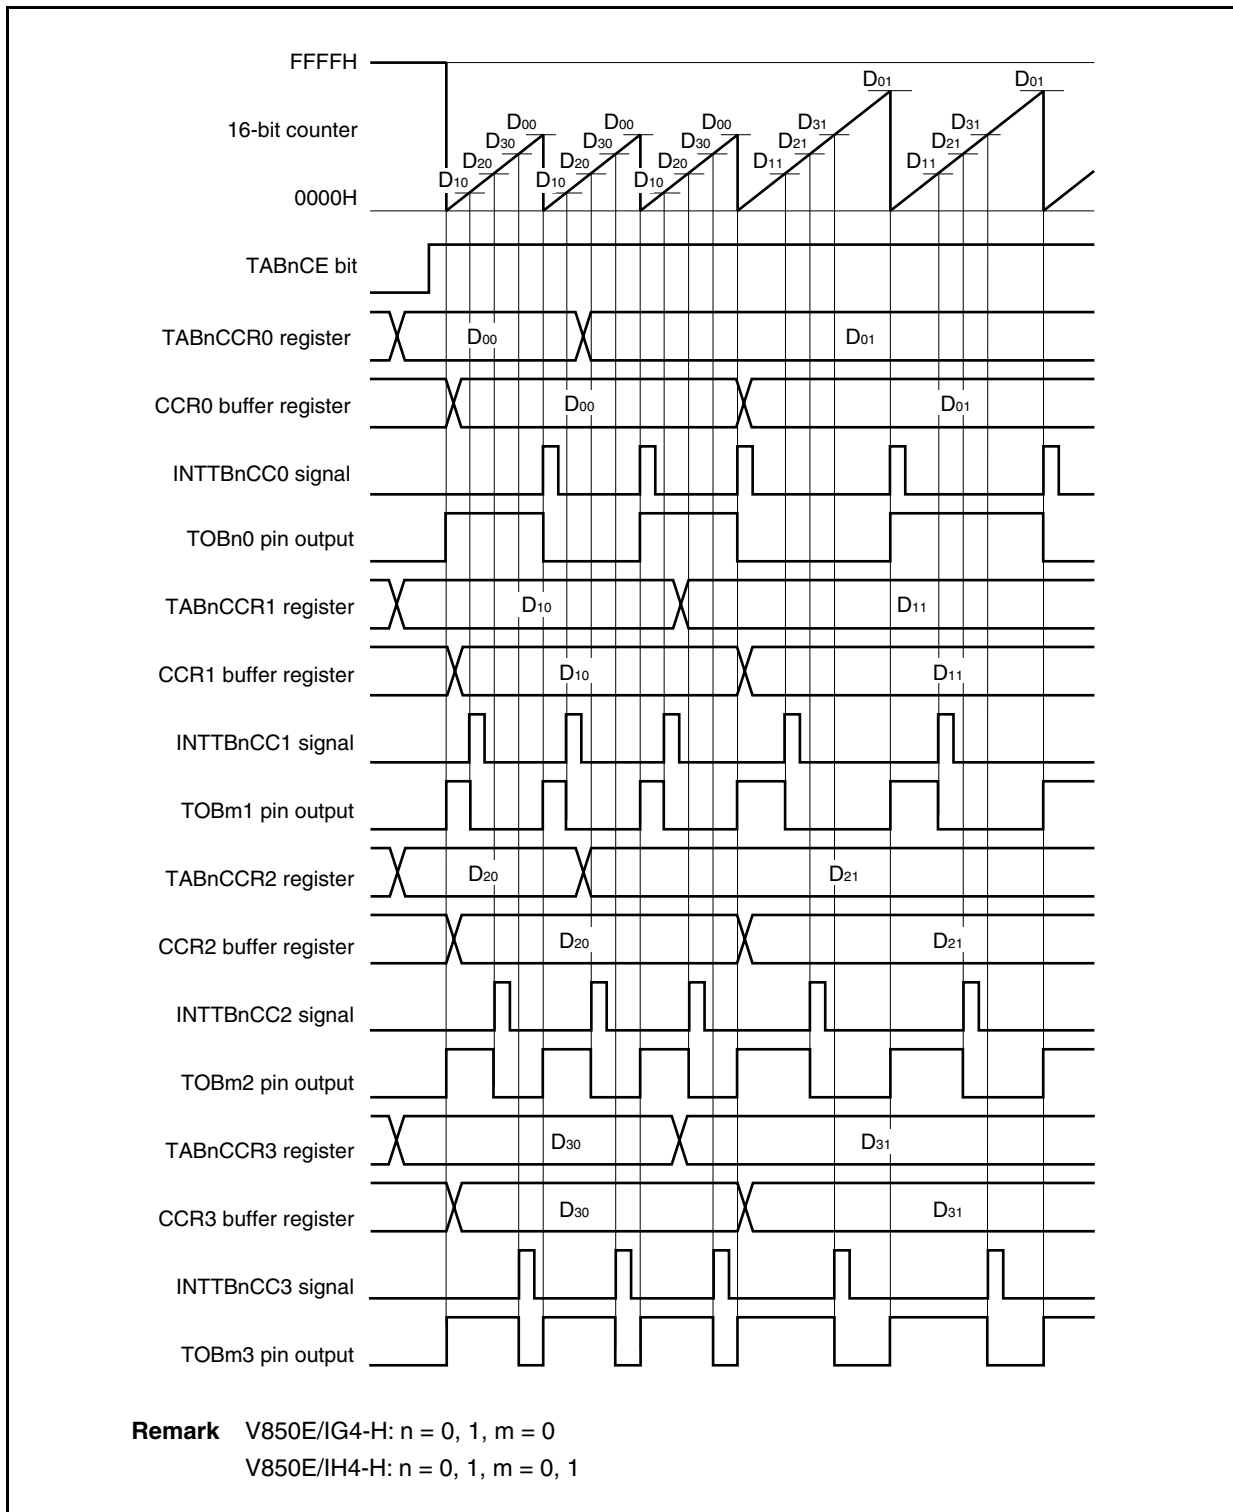 FFFFH
D01 D01
16-bit counter
D00 D00 D00 D31 D31
D30 D30 D30 D21 D21
D20 D20 D20 D11 D11
D10 D10 D10
0000H
TABnCE bit
TABnCCR0 register D00 D01
CCR0 buffer register D00 D01
INTTBnCC0 signal
TOBn0 pin output
TABnCCR1 register D10 D11
CCR1 buffer register D10 D11
INTTBnCC1 signal
TOBm1 pin output
TABnCCR2 register D20 D21
CCR2 buffer register D20 D21
INTTBnCC2 signal
TOBm2 pin output
TABnCCR3 register D30 D31
CCR3 buffer register D30 D31
INTTBnCC3 signal
TOBm3 pin output
Remark V850E/IG4-H: n = 0, 1, m = 0
V850E/IH4-H: n = 0, 1, m = 0, 1